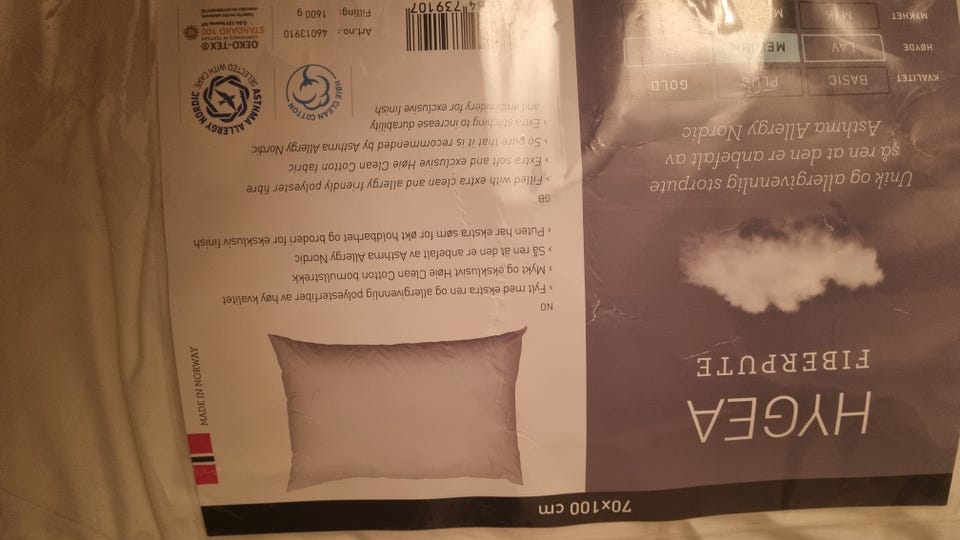 70x100 cm
HYGEA
FIBERPUTE
Unik og allergivennlig storpute
så ren at den er anbefalt av
Asthma Allergy Nordic
KVALITET
BASIC
PLUS
GOLD
HØYDE
LAV
MYKHET
MYK
MADE IN NORWAY
NO
› Fylt med ekstra ren og allergivennlig polyesterfiber av høy kvalitet
› Mykt og eksklusivt Høie Clean Cotton bomullstrekk
› Så ren at den er anbefalt av Asthma Allergy Nordic
› Puten har ekstra søm for økt holdbarhet og broderi for eksklusiv finish
GB
› Filled with extra clean and allergy friendly polyester fibre
› Extra soft and exclusive Høie Clean Cotton fabric
› So pure that it is recommended by Asthma Allergy Nordic
› Extra stitching to increase durability
and embroidery for exclusive finish
HØIE CLEAN COTTON
ASTHMA ALLERGY NORDIC
SELECTED WITH CARE
Art.no.: 46013910
Filling: 1600 g
739107
OEKO-TEX®
CONFIDENCE IN TEXTILES
STANDARD 100